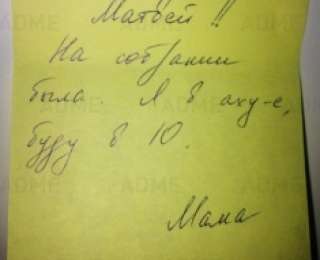 Матвей!!
На собрании
была. Я в аху-е,
буду в 10.
Мама